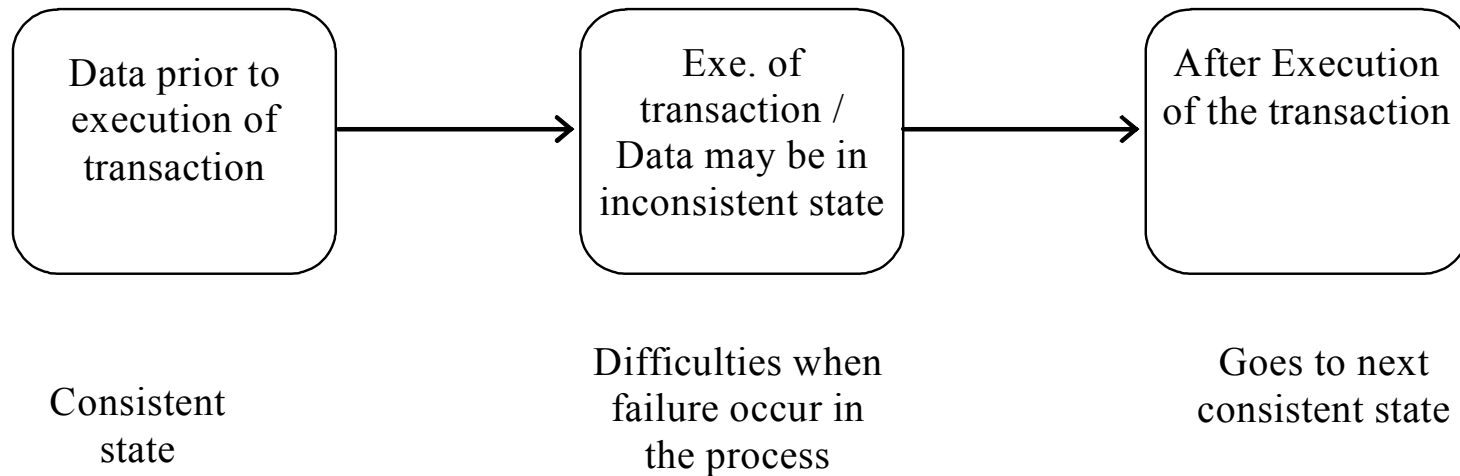 Data prior to
execution of
transaction
Exe. of
transaction /
Data may be in
inconsistent state
After Execution
of the transaction
Consistent
state
Difficulties when
failure occur in
the process
Goes to next
consistent state